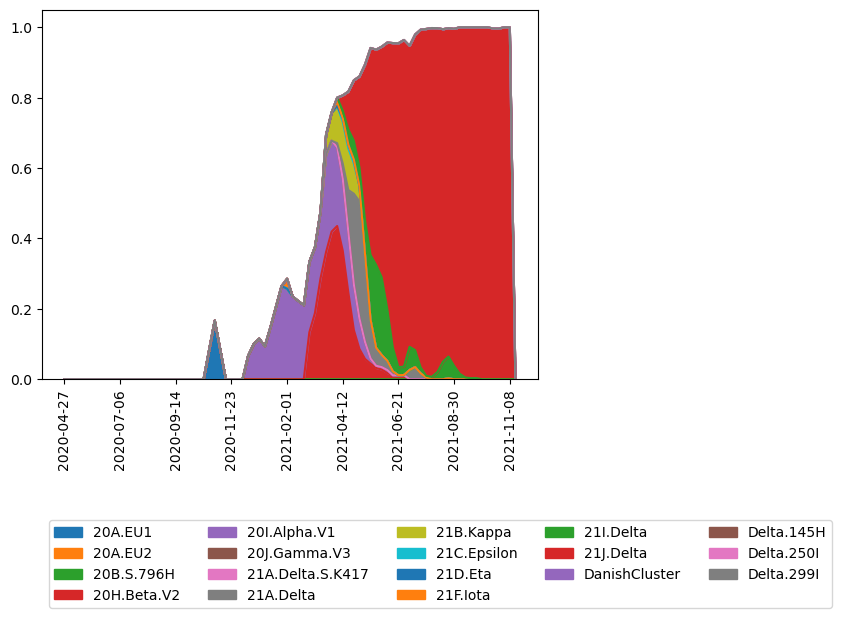 1.0
0.8
0.6
0.4
0.2
0.0
2020-04-27
2020-07-06
2020-09-14
2020-11-23
2021-02-01
2021-04-12
2021-06-21
2021-08-30
2021-11-08
20A.EU1
20A.EU2
20B.S.796H
20H.Beta.V2
20I.Alpha.V1
20J.Gamma.V3
21A.Delta.S.K417
21A.Delta
21B.Kappa
21C.Epsilon
21D.Eta
21F.Iota
21I.Delta
21J.Delta
DanishCluster
Delta.145H
Delta.250I
Delta.299I